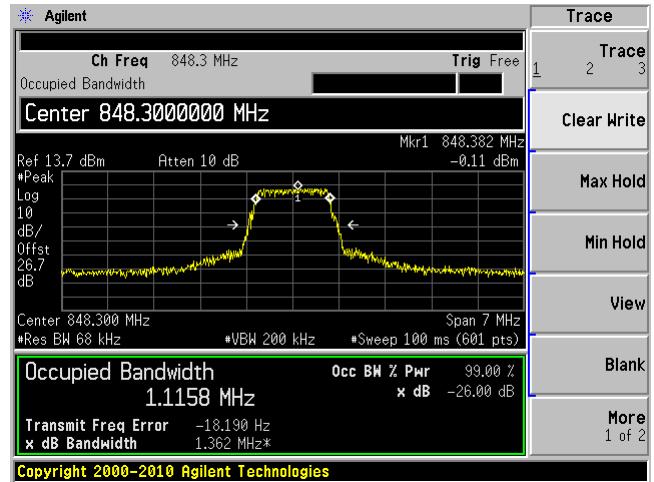 Agilent
Trace
Ch Freq 848.3 MHz Trig Free
Occupied Bandwidth
Trace
1 2 3
Center 848.3000000 MHz
Clear Write
Mkr1 848.382 MHz
Ref 13.7 dBm Atten 10 dB -0.11 dBm
#Peak
Log
10
dB/
Offst
26.7
dB
1
Max Hold
Min Hold
View
Center 848.300 MHz Span 7 MHz
#Res BW 68 kHz #VBW 200 kHz #Sweep 100 ms (601 pts)
Occupied Bandwidth Occ BW % Pwr 99.00 %
1.1158 MHz x dB -26.00 dB
Blank
Transmit Freq Error -18.190 Hz
x dB Bandwidth 1.362 MHz*
More
1 of 2
Copyright 2000-2010 Agilent Technologies